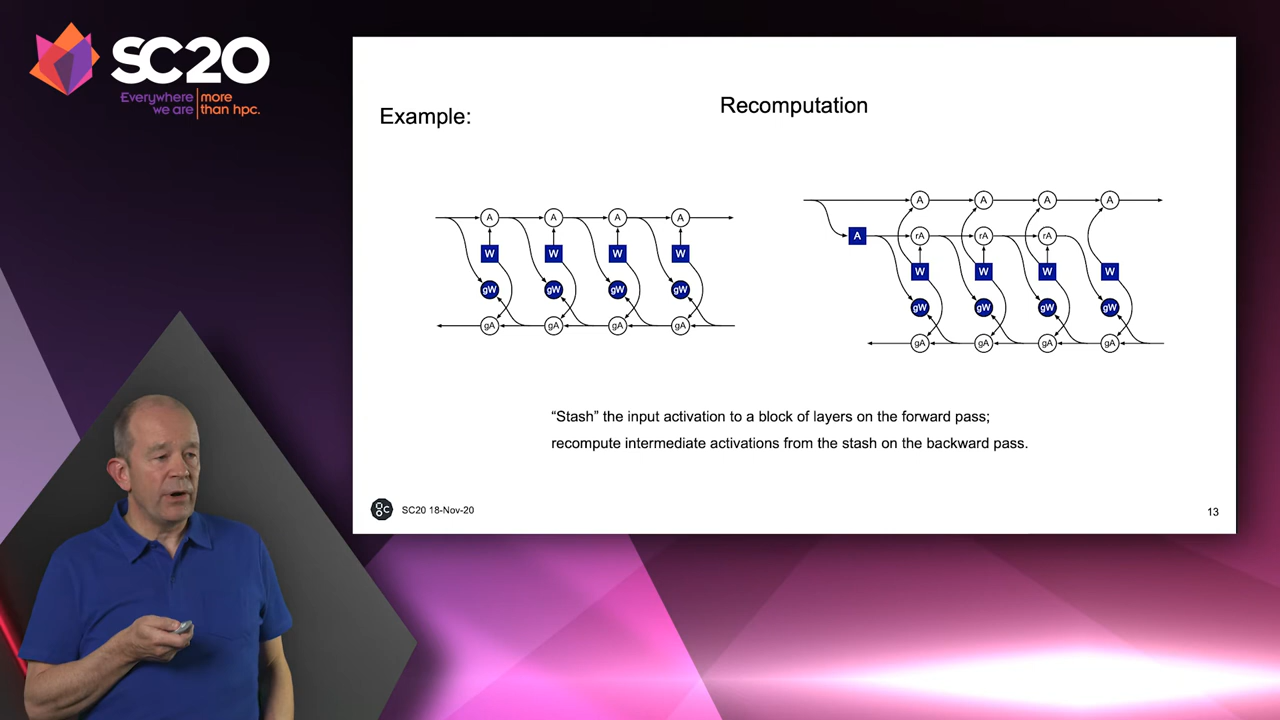 SC20
Everywhere more
we are than hpc.
Example:
Recomputation
A A A A
W W W W
gW gW gW gW
gA gA gA gA
A A A A
A rA rA rA
W W W W
gW gW gW gW
gA gA gA gA
“Stash” the input activation to a block of layers on the forward pass;
recompute intermediate activations from the stash on the backward pass.
SC20 18-Nov-20
13